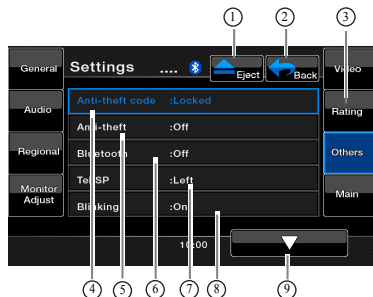 ① ② ③
General Settings .... Eject Back Video
Anti-theft code :Locked
Audio Rating
Anti-theft :Off
Regional Bluetooth :Off Others
Tel-SP :Left
Monitor Adjust Main
Blinking :On
10:00
④ ⑤ ⑥ ⑦ ⑧ ⑨